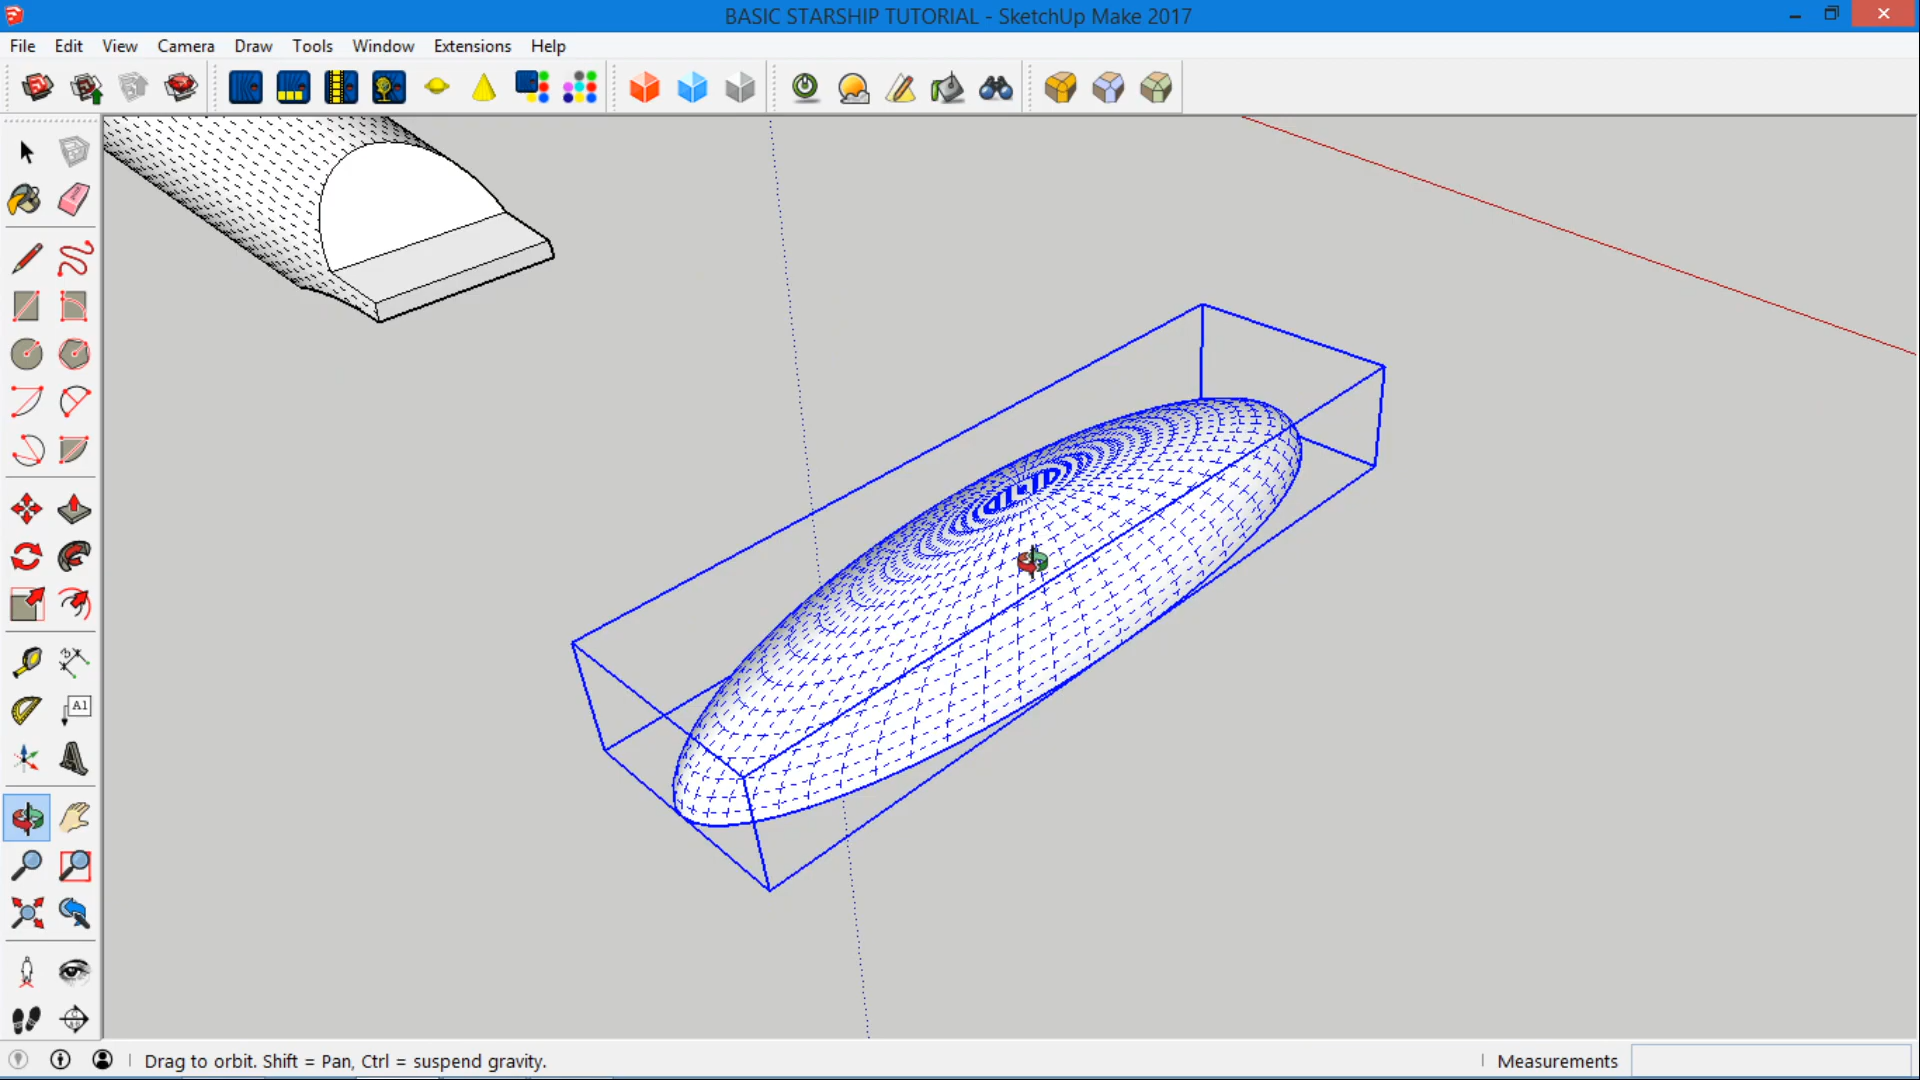 BASIC STARSHIP TUTORIAL - SketchUp Make 2017
File Edit View Camera Draw Tools Window Extensions Help
A1
Drag to orbit. Shift = Pan, Ctrl = suspend gravity.
Measurements